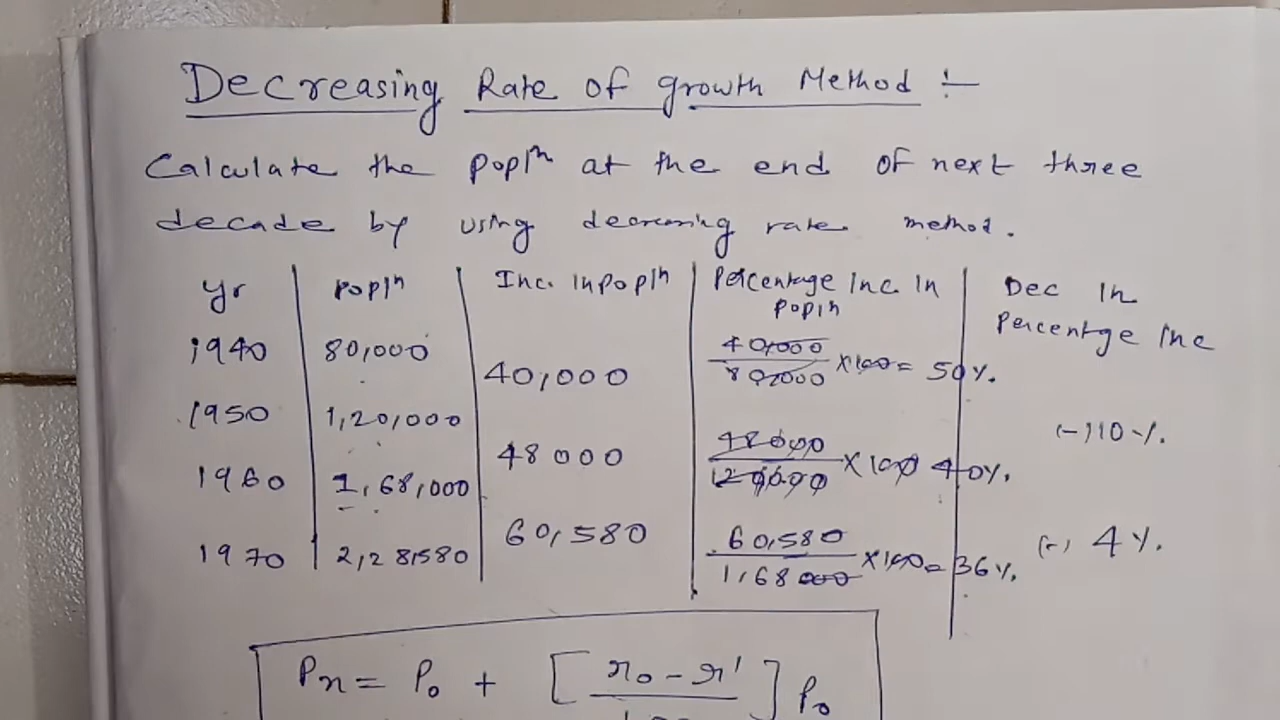 Decreasing Rate of growth Method :-
Calculate the popln at the end of next three
decade by using decreasing rate method.
yr popln Inc. in popln Percentage Inc. in popln Dec in Percentge Inc
1940 80,000
40,000 40,000/80,000 ×100= 50%.
1950 1,20,000
(-)10%.
48000 48000/120000 ×100 40%.
1960 1,68,000
(-) 4%.
60,580 60,580/1,68000 ×100= 36%.
1970 2,28,580
Pn = Po + [ro - r'/100] Po